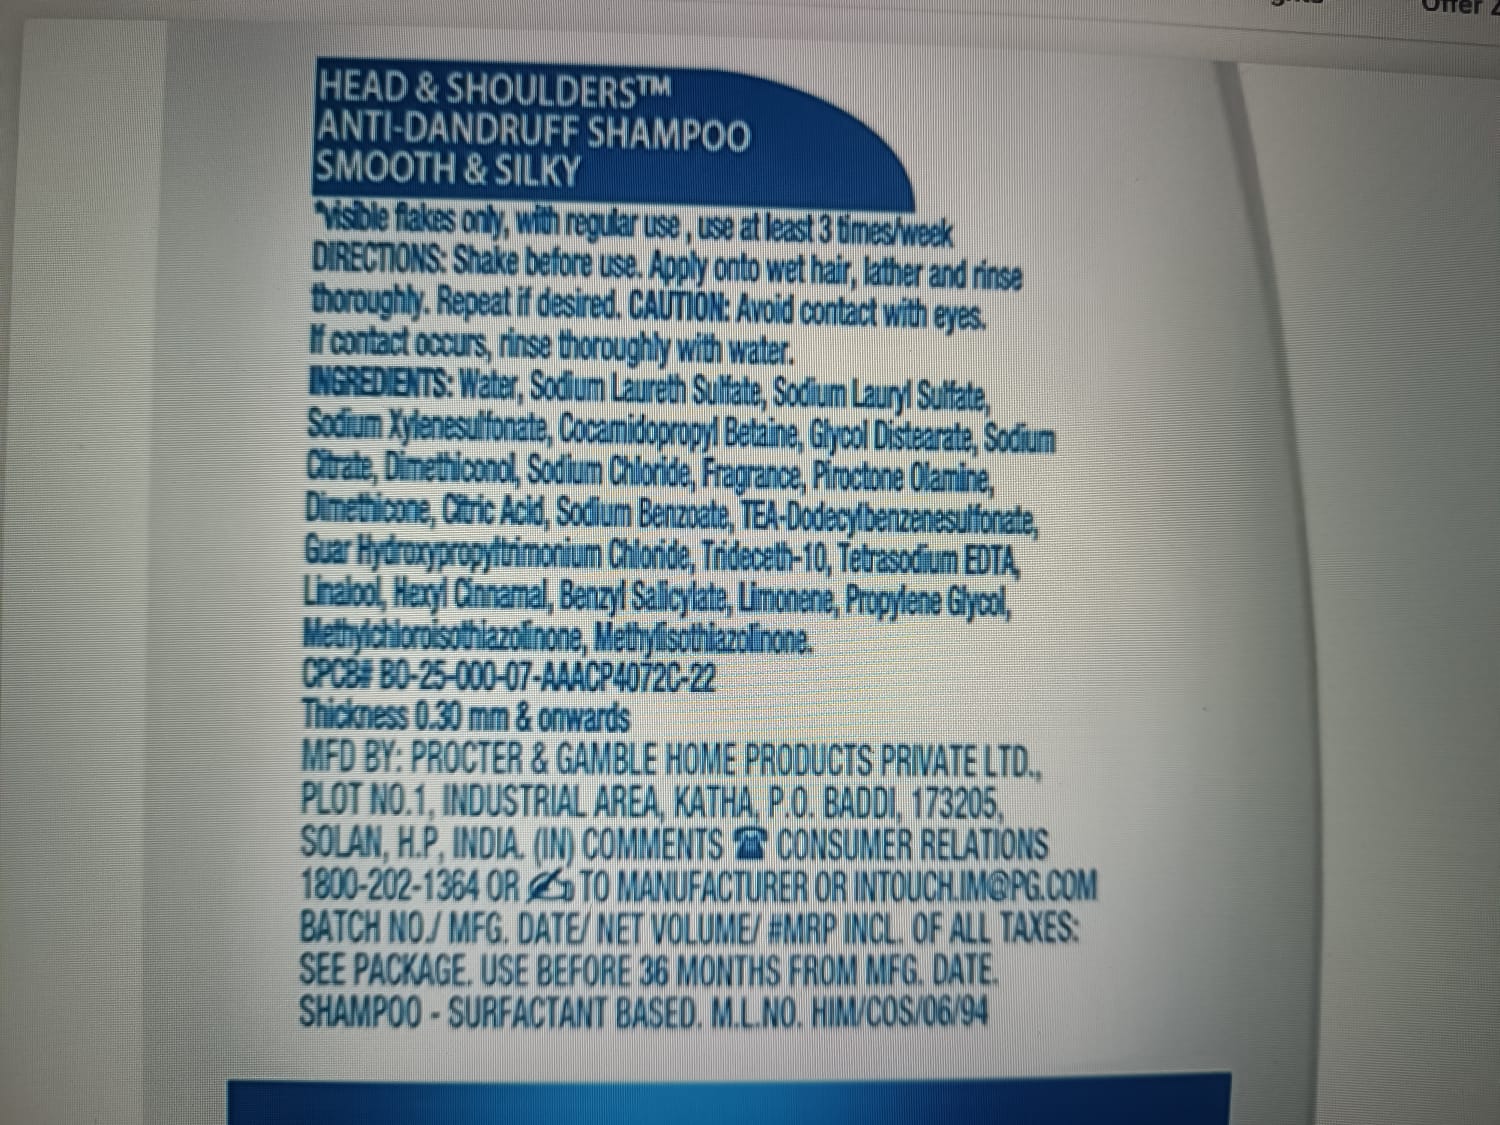 Offer
HEAD & SHOULDERS™
ANTI-DANDRUFF SHAMPOO
SMOOTH & SILKY
*visible flakes only, with regular use , use at least 3 times/week
DIRECTIONS: Shake before use. Apply onto wet hair, lather and rinse
thoroughly. Repeat if desired. CAUTION: Avoid contact with eyes.
If contact occurs, rinse thoroughly with water.
INGREDIENTS: Water, Sodium Laureth Sulfate, Sodium Lauryl Sulfate,
Sodium Xylenesulfonate, Cocamidopropyl Betaine, Glycol Distearate, Sodium
Citrate, Dimethiconol, Sodium Chloride, Fragrance, Piroctone Olamine,
Dimethicone, Citric Acid, Sodium Benzoate, TEA-Dodecylbenzenesulfonate,
Guar Hydroxypropyltrimonium Chloride, Trideceth-10, Tetrasodium EDTA,
Linalool, Hexyl Cinnamal, Benzyl Salicylate, Limonene, Propylene Glycol,
Methylchloroisothiazolinone, Methylisothiazolinone.
CPCB# BO-25-000-07-AAACP4072C-22
Thickness 0.30 mm & onwards
MFD BY: PROCTER & GAMBLE HOME PRODUCTS PRIVATE LTD.,
PLOT NO.1, INDUSTRIAL AREA, KATHA, P.O. BADDI, 173205,
SOLAN, H.P, INDIA. (IN) COMMENTS ☎ CONSUMER RELATIONS
1800-202-1364 OR ✍ TO MANUFACTURER OR INTOUCH.IM@PG.COM
BATCH NO./ MFG. DATE/ NET VOLUME/ #MRP INCL. OF ALL TAXES:
SEE PACKAGE. USE BEFORE 36 MONTHS FROM MFG. DATE.
SHAMPOO - SURFACTANT BASED. M.L.NO. HIM/COS/06/94